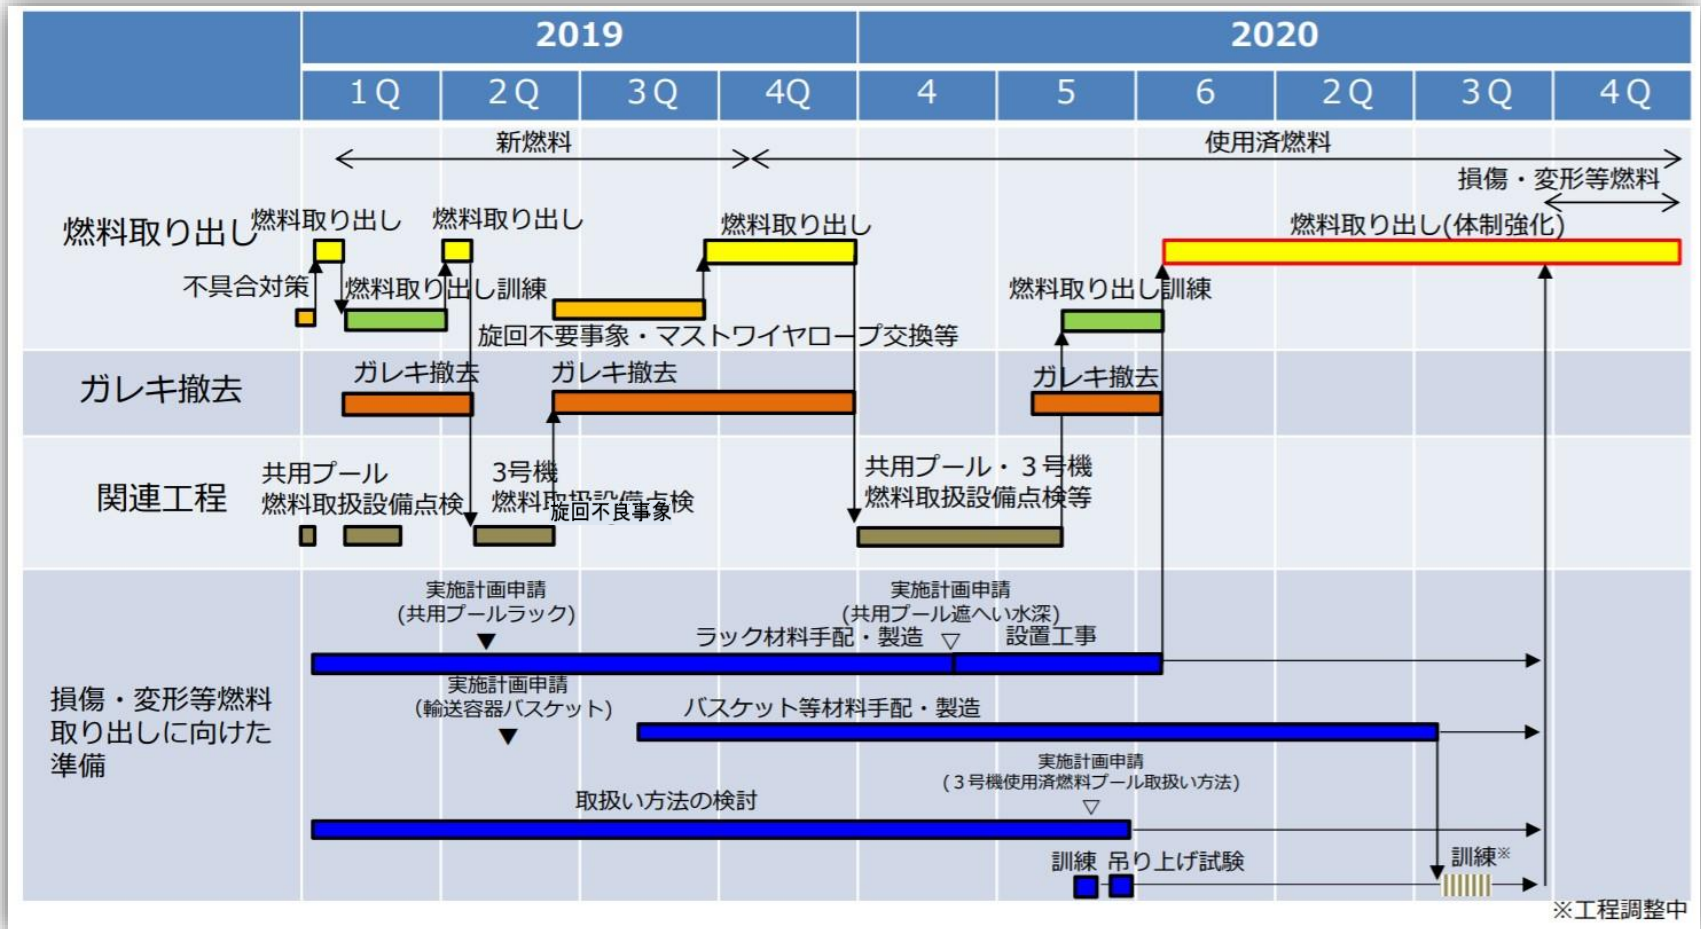 2019
2020
1Q
2Q
3Q
4Q
4
5
6
2Q
3Q
4Q
新燃料
使用済燃料
損傷・変形等燃料
燃料取り出し
燃料取り出し
燃料取り出し
燃料取り出し
燃料取り出し(体制強化)
不具合対策
燃料取り出し訓練
燃料取り出し訓練
旋回不要事象・マストワイヤロープ交換等
ガレキ撤去
ガレキ撤去
ガレキ撤去
ガレキ撤去
関連工程
共用プール
燃料取扱設備点検
3号機
燃料取扱設備点検
旋回不良事象
共用プール・3号機
燃料取扱設備点検等
損傷・変形等燃料
取り出しに向けた
準備
実施計画申請
(共用プールラック)
▼
実施計画申請
(共用プール遮へい水深)
ラック材料手配・製造
▽
設置工事
実施計画申請
(輸送容器バスケット)
▼
バスケット等材料手配・製造
実施計画申請
(3号機使用済燃料プール取扱い方法)
▽
取扱い方法の検討
訓練
吊り上げ試験
訓練※
※工程調整中